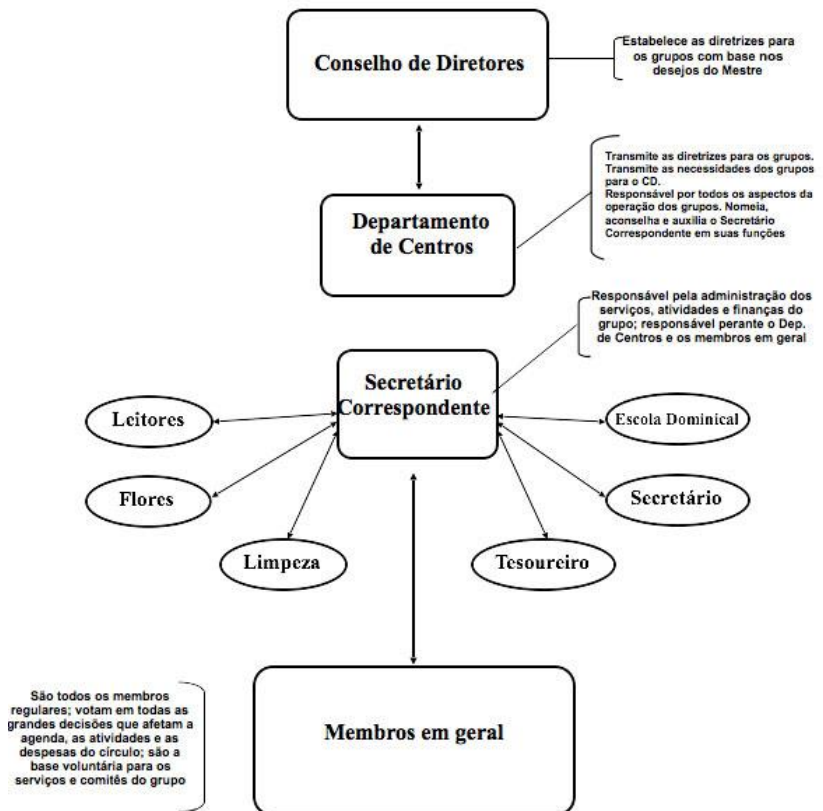 Conselho de Diretores
Estabelece as diretrizes para
os grupos com base nos
desejos do Mestre
Departamento
de Centros
Transmite as diretrizes para os grupos.
Transmite as necessidades dos grupos
para o CD.
Responsável por todos os aspectos da
operação dos grupos. Nomeia,
aconselha e auxilia o Secretário
Correspondente em suas funções
Responsável pela administração dos
serviços, atividades e finanças do
grupo; responsável perante o Dep.
de Centros e os membros em geral
Secretário
Correspondente
Leitores
Escola Dominical
Flores
Secretário
Limpeza
Tesoureiro
São todos os membros
regulares; votam em todas as
grandes decisões que afetam a
agenda, as atividades e as
despesas do círculo; são a
base voluntária para os
serviços e comitês do grupo
Membros em geral